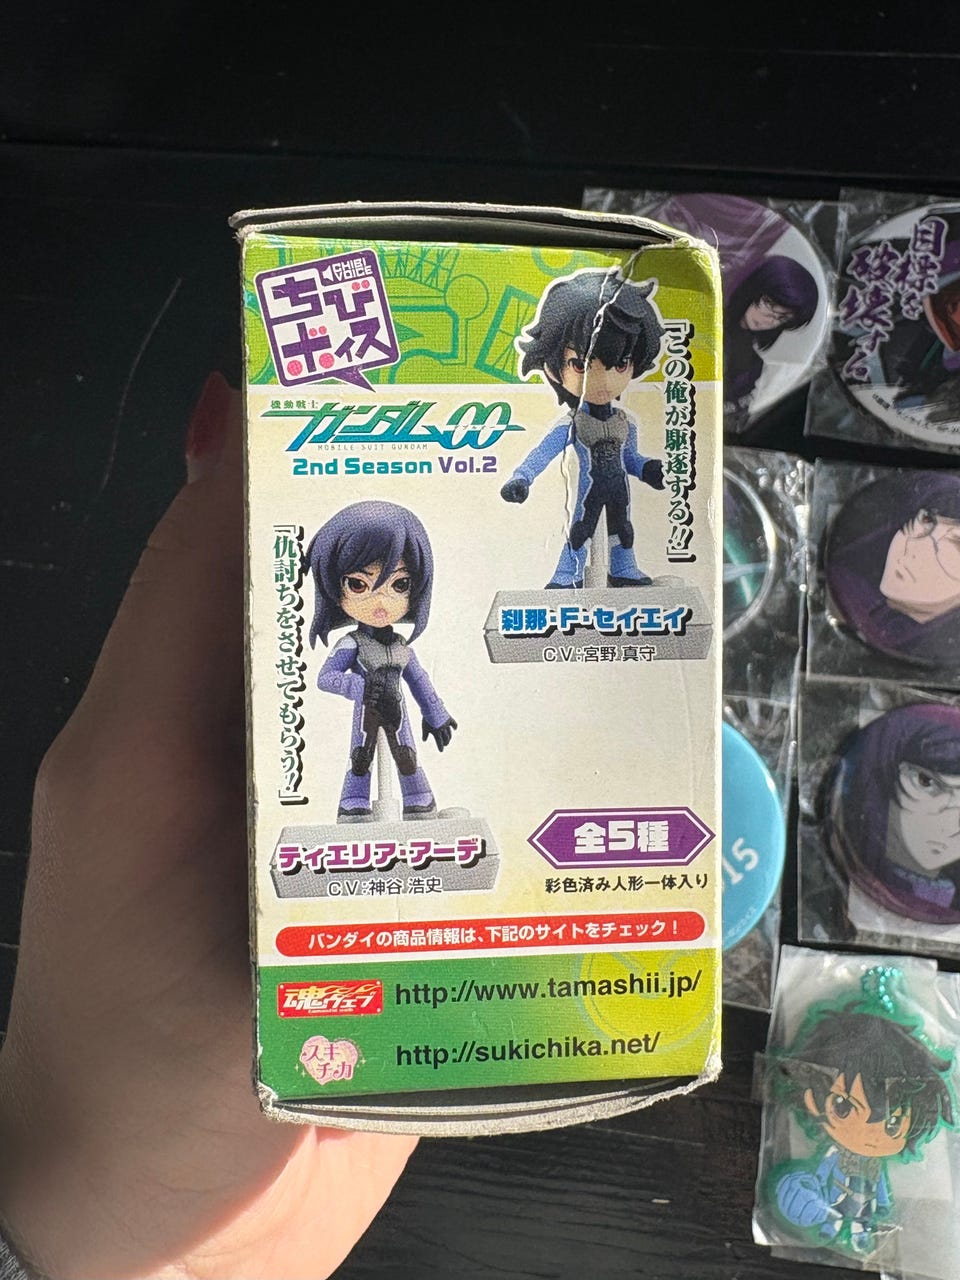 CHIBI
VOICE
ちび
ボイス
機動戦士
ガンダム00
MOBILE SUIT GUNDAM
2nd Season Vol.2
『この俺が駆逐する!!』
刹那・F・セイエイ
CV:宮野 真守
『仇討ちをさせてもらう!!』
ティエリア・アーデ
CV:神谷 浩史
全5種
彩色済み人形一体入り
バンダイの商品情報は、下記のサイトをチェック!
魂ウェブ
tamashii web
http://www.tamashii.jp/
スキ
チカ
http://sukichika.net/
目標を
破壊する
15